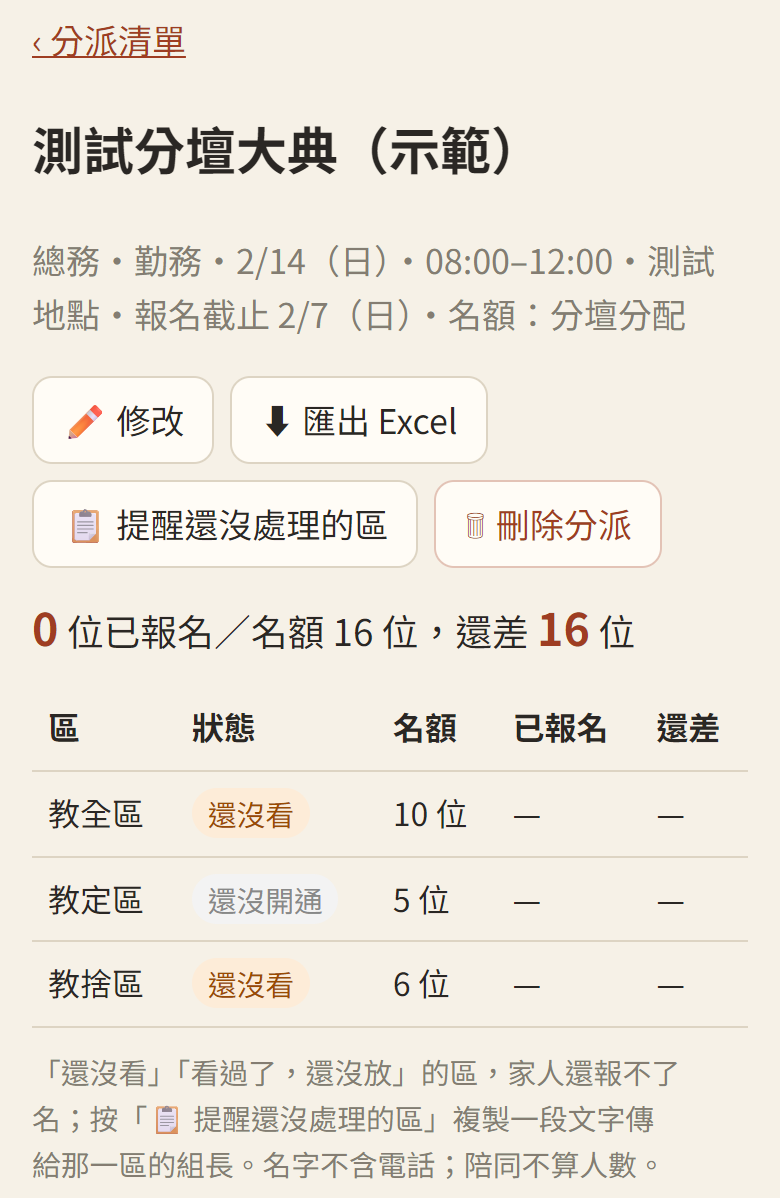 ‹ 分派清單
測試分壇大典（示範）
總務・勤務・2/14（日）・08:00–12:00・測試
地點・報名截止 2/7（日）・名額：分壇分配
✏️ 修改
⬇ 匯出 Excel
📋 提醒還沒處理的區
🗑 刪除分派
0 位已報名／名額 16 位，還差 16 位
區 狀態 名額 已報名 還差
教全區 還沒看 10 位 — —
教定區 還沒開通 5 位 — —
教捨區 還沒看 6 位 — —
「還沒看」「看過了，還沒放」的區，家人還報不了
名；按「📋 提醒還沒處理的區」複製一段文字傳
給那一區的組長。名字不含電話；陪同不算人數。